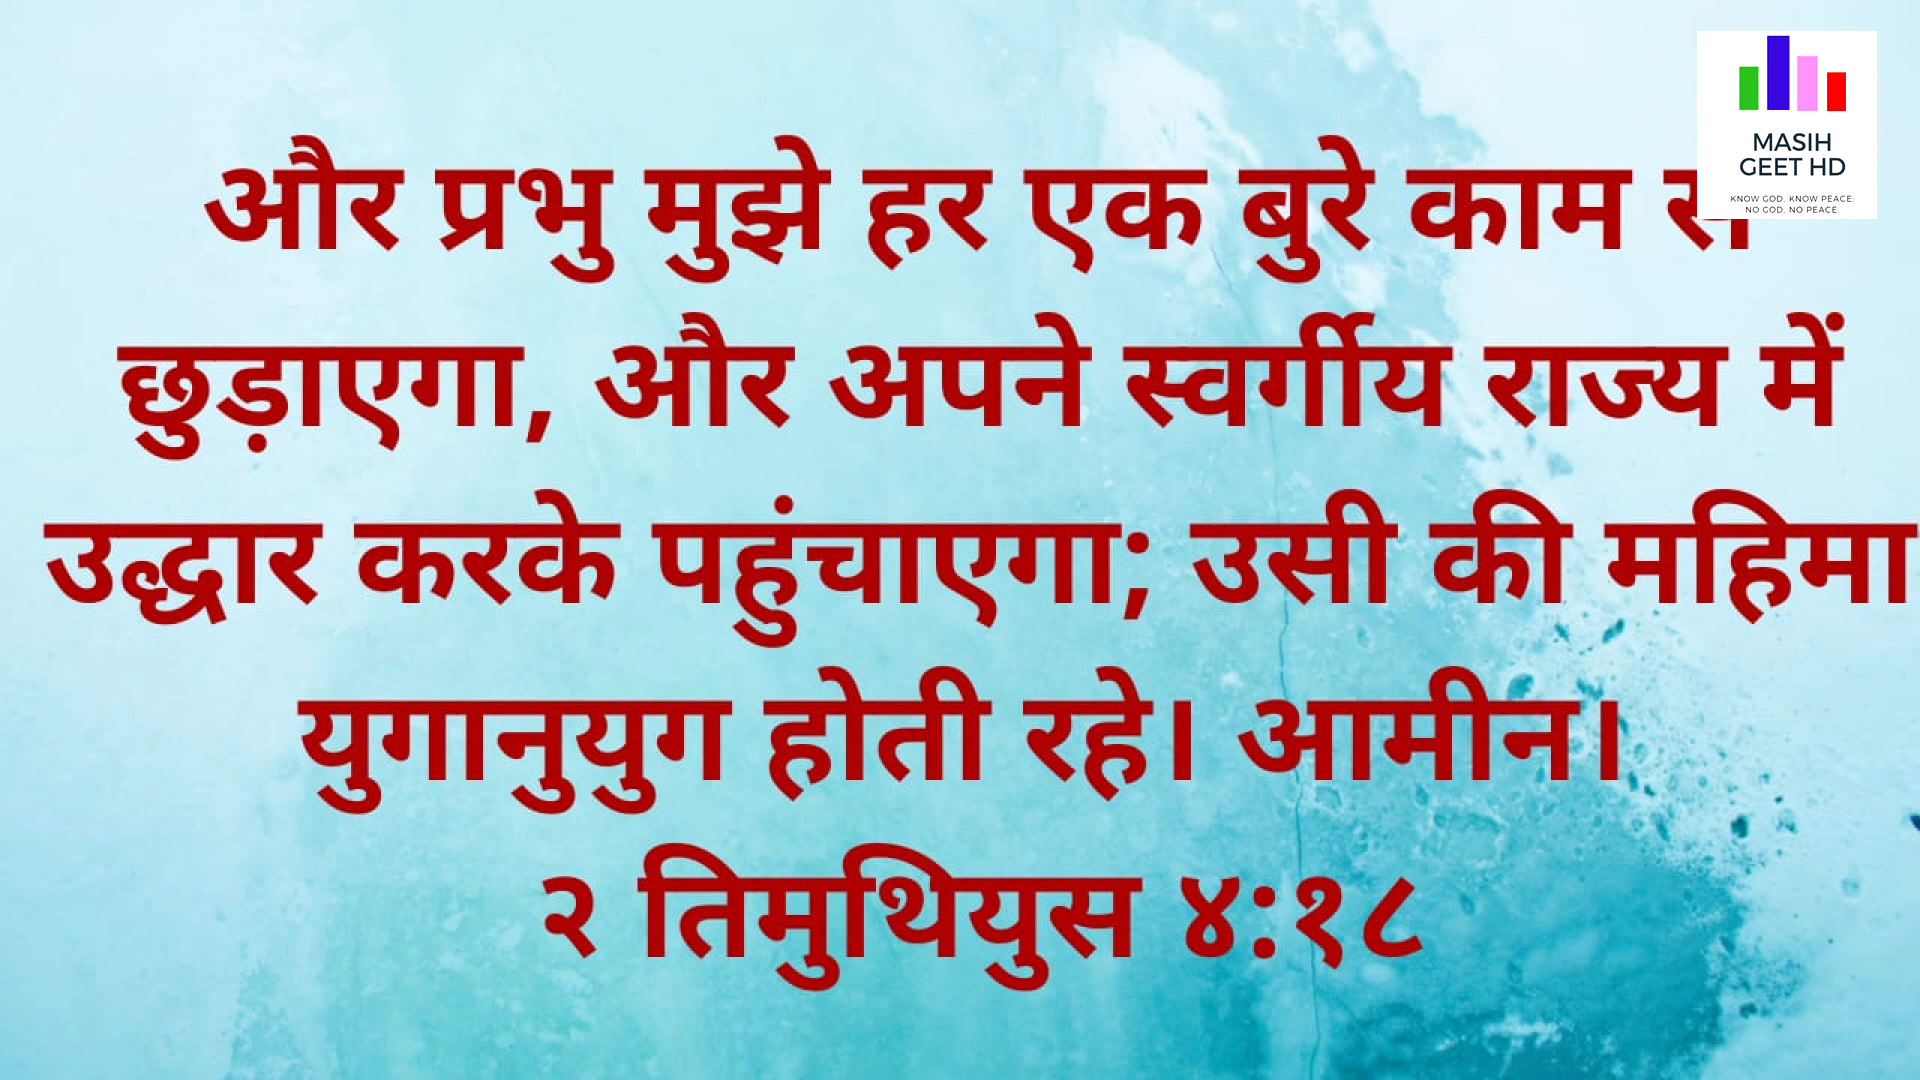 और प्रभु मुझे हर एक बुरे काम
छुड़ाएगा, और अपने स्वर्गीय राज्य में
उद्धार करके पहुंचाएगा; उसी की महिमा
युगानुयुग होती रहे। आमीन।
२ तिमुथियुस ४:१८
MASIH
GEET HD
KNOW GOD, KNOW PEACE:
NO GOD, NO PEACE.